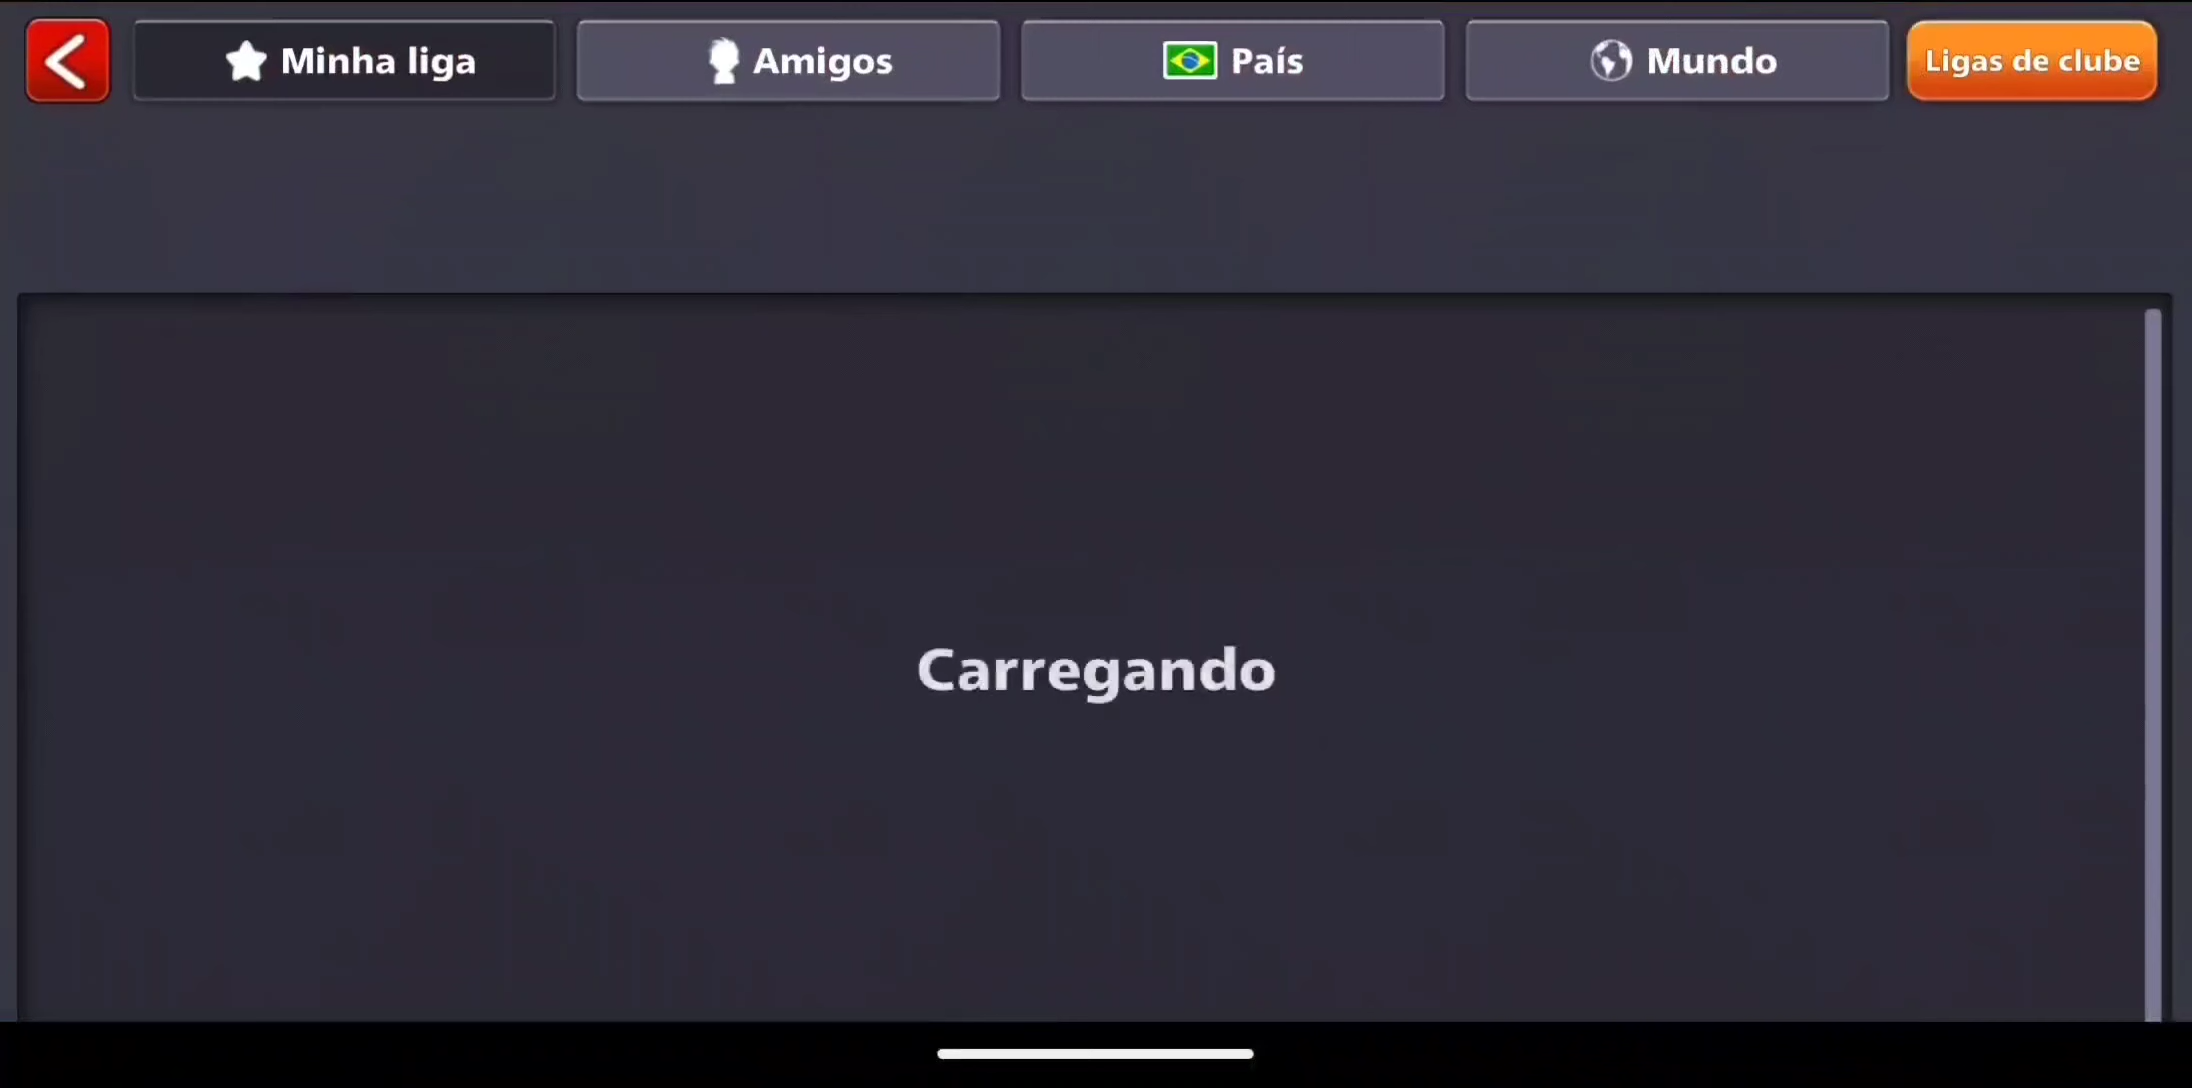 Minha liga
Amigos
País
Mundo
Ligas de clube
Carregando